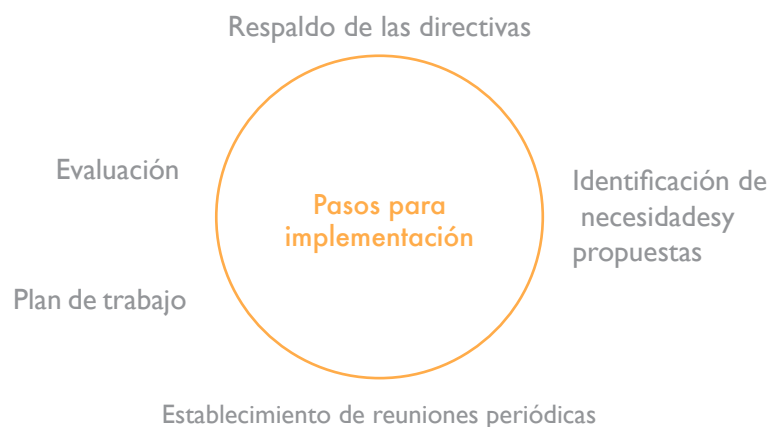 Respaldo de las directivas
Evaluación
Identificación de
necesidadesy
propuestas
Pasos para
implementación
Plan de trabajo
Establecimiento de reuniones periódicas